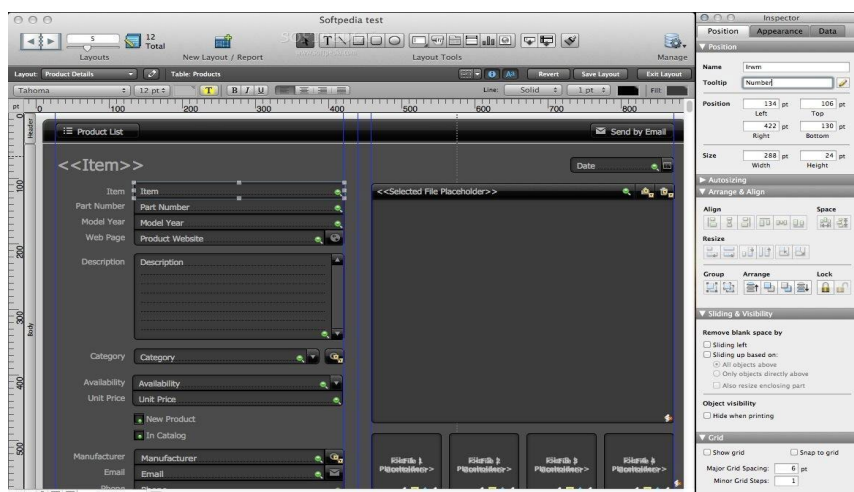 Softpedia test
5
12
Total
Layouts
New Layout / Report
Layout Tools
Manage
Layout: Product Details
Table: Products
Aa
Revert
Save Layout
Exit Layout
Tahoma
12 pt
T
B I U
Line:
Solid
1 pt
Fill:
pt 0 100 200 300 400 500 600 700 800
Header
Product List
Send by Email
<<Item>>
Date
Item
Item
<<Selected File Placeholder>>
Part Number
Part Number
Model Year
Model Year
Web Page
Product Website
Description
Description
Category
Category
Availability
Availability
Unit Price
Unit Price
New Product
In Catalog
Manufacturer
Manufacturer
Email
Email
Phone
Phone
0
100
200
300
400
500
Body
Inspector
Position
Appearance
Data
Position
Name
Irwm
Tooltip
Number
Position
134 pt
106 pt
Left
Top
422 pt
130 pt
Right
Bottom
Size
288 pt
24 pt
Width
Height
Autosizing
Arrange & Align
Align
Space
Resize
Group
Arrange
Lock
Sliding & Visibility
Remove blank space by
Sliding left
Sliding up based on:
All objects above
Only objects directly above
Also resize enclosing part
Object visibility
Hide when printing
Grid
Show grid
Snap to grid
Major Grid Spacing: 6 pt
Minor Grid Steps: 1